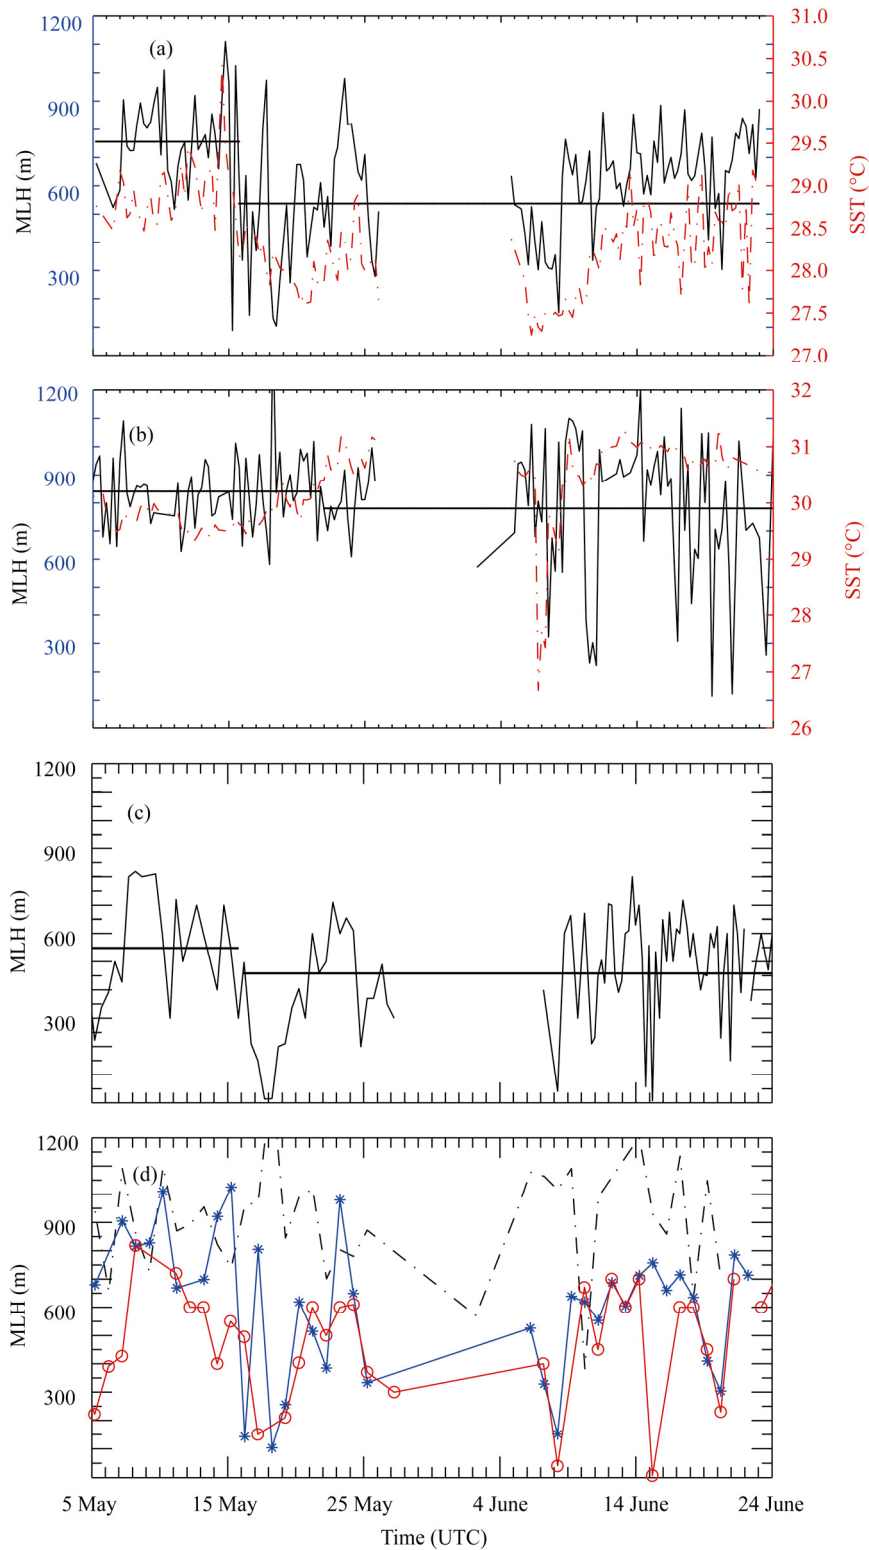 (a)
1200
900
600
300
MLH (m)
31.0
30.5
30.0
29.5
29.0
28.5
28.0
27.5
27.0
SST (°C)
(b)
1200
900
600
300
MLH (m)
32
31
30
29
28
27
26
SST (°C)
(c)
1200
900
600
300
MLH (m)
(d)
1200
900
600
300
MLH (m)
5 May 15 May 25 May 4 June 14 June 24 June
Time (UTC)